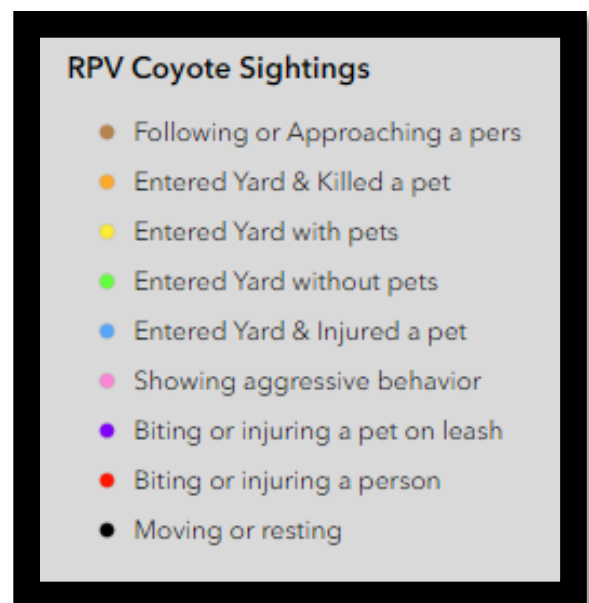 RPV Coyote Sightings
Following or Approaching a pers
Entered Yard & Killed a pet
Entered Yard with pets
Entered Yard without pets
Entered Yard & Injured a pet
Showing aggressive behavior
Biting or injuring a pet on leash
Biting or injuring a person
Moving or resting